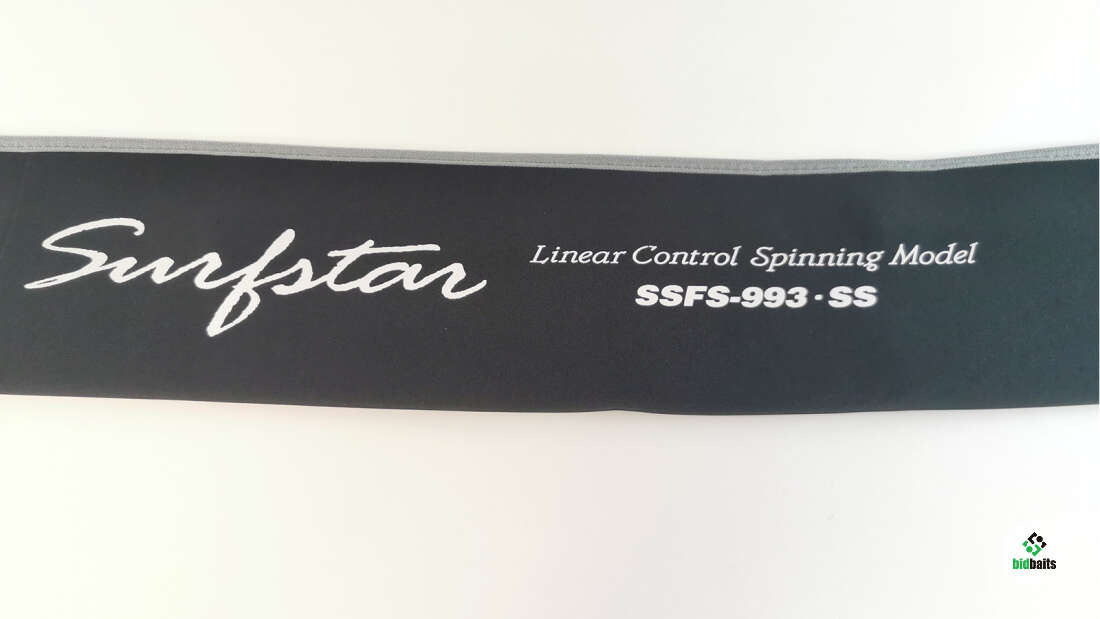 Surfstar
Linear Control Spinning Model
SSFS-993·SS
bidbaits